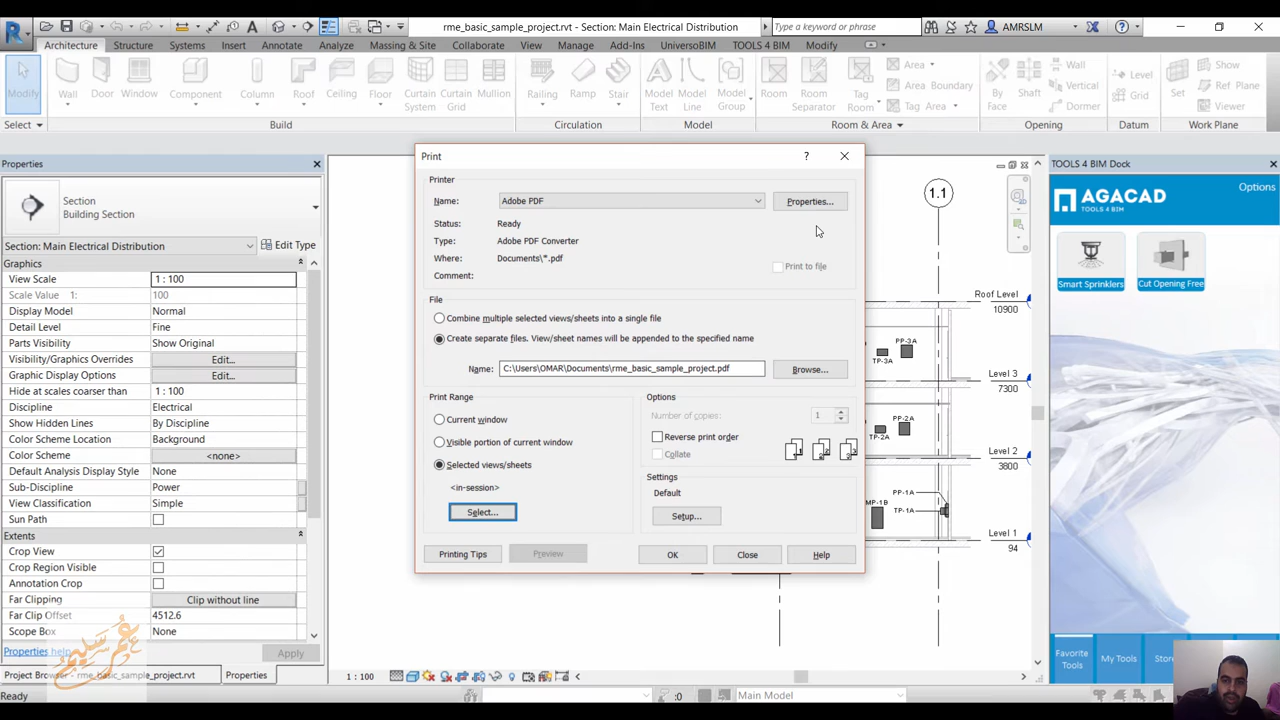 rme_basic_sample_project.rvt - Section: Main Electrical Distribution
Type a keyword or phrase
AMRSLM
Architecture Structure Systems Insert Annotate Analyze Massing & Site Collaborate View Manage Add-Ins UniversoBIM TOOLS 4 BIM Modify
Modify
Wall
Door
Window
Component
Column
Roof
Ceiling
Floor
Curtain System
Curtain Grid
Mullion
Railing
Ramp
Stair
Model Text
Model Line
Model Group
Room
Room Separator
Tag Room
Area
Area Boundary
Tag Area
By Face
Shaft
Wall
Vertical
Dormer
Level
Grid
Set
Show
Ref Plane
Viewer
Select
Build
Circulation
Model
Room & Area
Opening
Datum
Work Plane
Properties
Section
Building Section
Section: Main Electrical Distribution
Edit Type
Graphics
View Scale 1 : 100
Scale Value 1: 100
Display Model Normal
Detail Level Fine
Parts Visibility Show Original
Visibility/Graphics Overrides Edit...
Graphic Display Options Edit...
Hide at scales coarser than 1 : 100
Discipline Electrical
Show Hidden Lines By Discipline
Color Scheme Location Background
Color Scheme <none>
Default Analysis Display Style None
Sub-Discipline Power
View Classification Simple
Sun Path
Extents
Crop View
Crop Region Visible
Annotation Crop
Far Clipping Clip without line
Far Clip Offset 4512.6
Scope Box None
Properties help
Apply
Project Browser - rme_basic_sample_project.rvt
Properties
عمر سليم
Print
Printer
Name: Adobe PDF
Properties...
Status: Ready
Type: Adobe PDF Converter
Where: Documents\*.pdf
Comment:
Print to file
File
Combine multiple selected views/sheets into a single file
Create separate files. View/sheet names will be appended to the specified name
Name: C:\Users\OMAR\Documents\rme_basic_sample_project.pdf
Browse...
Print Range
Current window
Visible portion of current window
Selected views/sheets
<in-session>
Select...
Options
Number of copies: 1
Reverse print order
Collate
Settings
Default
Setup...
Printing Tips
Preview
OK
Close
Help
1.1
Roof Level
10900
PP-3A
TP-3A
Level 3
7300
PP-2A
TP-2A
Level 2
3800
PP-1A
MP-1B
TP-1A
Level 1
94
TOOLS 4 BIM Dock
AGACAD
TOOLS 4 BIM
Options
Smart Sprinklers
Cut Opening Free
Favorite Tools
My Tools
1 : 100
Ready
:0
Main Model